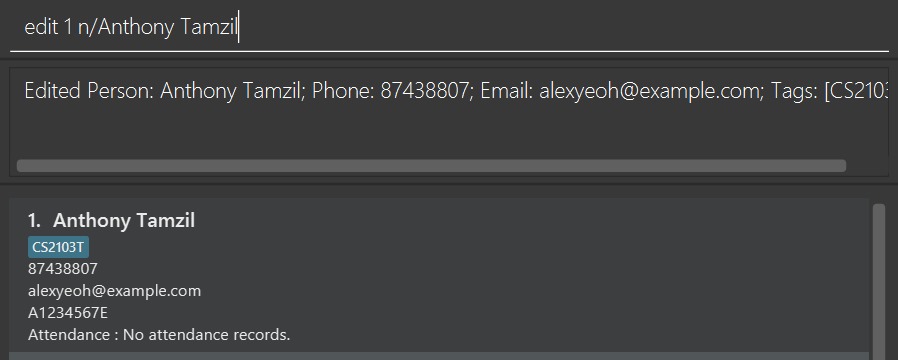 edit 1 n/Anthony Tamzil
Edited Person: Anthony Tamzil; Phone: 87438807; Email: alexyeoh@example.com; Tags: [CS2103
1. Anthony Tamzil
CS2103T
87438807
alexyeoh@example.com
A1234567E
Attendance : No attendance records.